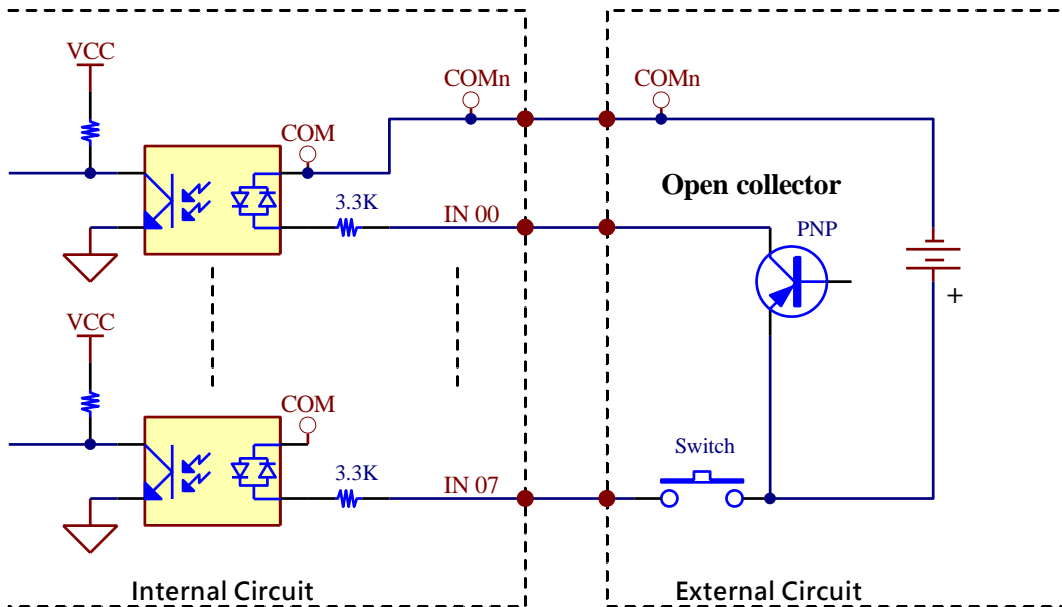 VCC
COMn
COMn
COM
Open collector
3.3K
IN 00
PNP
+
VCC
COM
Switch
3.3K
IN 07
Internal Circuit
External Circuit